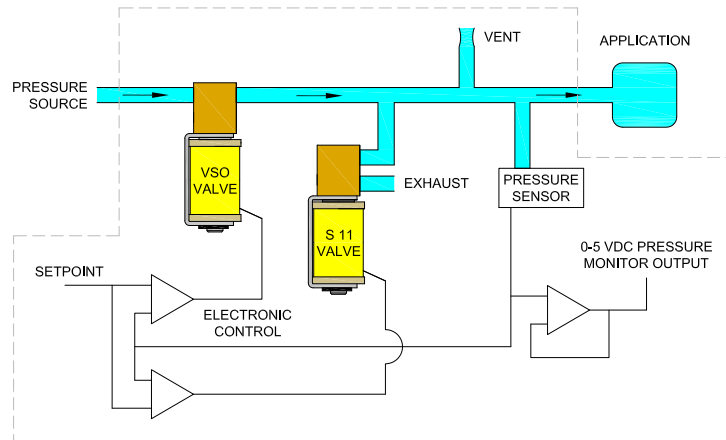 VENT
APPLICATION
PRESSURE
SOURCE
VSO
VALVE
EXHAUST
PRESSURE
SENSOR
S 11
VALVE
0-5 VDC PRESSURE
MONITOR OUTPUT
SETPOINT
ELECTRONIC
CONTROL